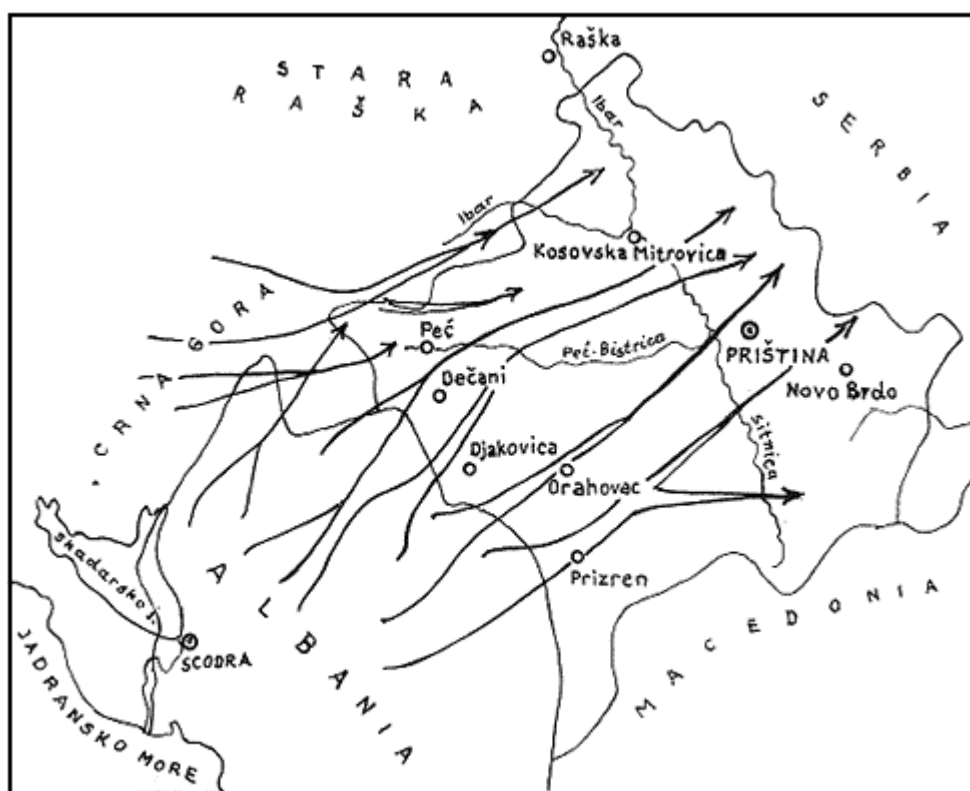 Raška
STARA
RAŠKA
Ibar
SERBIA
Ibar
Kosovska Mitrovica
CRNA GORA
Peć
Peć-Bistrica
PRIŠTINA
Dečani
Novo Brdo
Djakovica
Orahovac
Sitnica
Skadarsko j.
Prizren
ALBANIA
MACEDONIA
SCODRA
JADRANSKO MORE